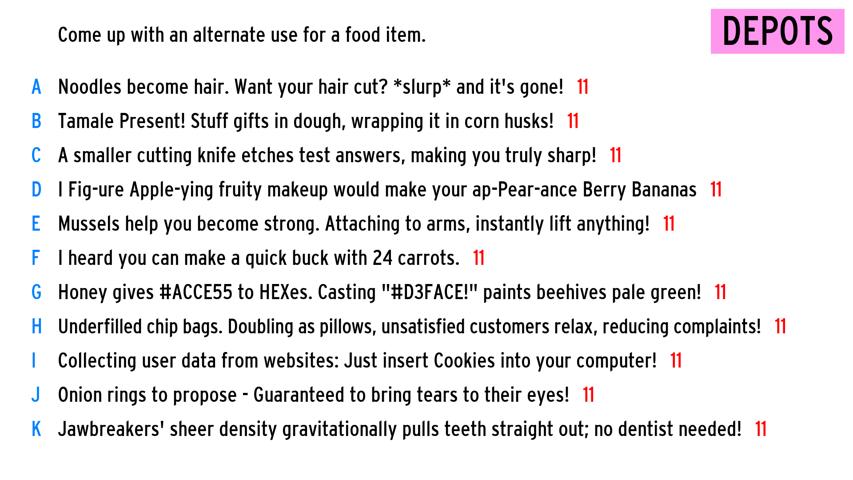 Come up with an alternate use for a food item.
DEPOTS
A Noodles become hair. Want your hair cut? *slurp* and it's gone! 11
B Tamale Present! Stuff gifts in dough, wrapping it in corn husks! 11
C A smaller cutting knife etches test answers, making you truly sharp! 11
D I Fig-ure Apple-ying fruity makeup would make your ap-Pear-ance Berry Bananas 11
E Mussels help you become strong. Attaching to arms, instantly lift anything! 11
F I heard you can make a quick buck with 24 carrots. 11
G Honey gives #ACCE55 to HEXes. Casting "#D3FACE!" paints beehives pale green! 11
H Underfilled chip bags. Doubling as pillows, unsatisfied customers relax, reducing complaints! 11
I Collecting user data from websites: Just insert Cookies into your computer! 11
J Onion rings to propose - Guaranteed to bring tears to their eyes! 11
K Jawbreakers' sheer density gravitationally pulls teeth straight out; no dentist needed! 11